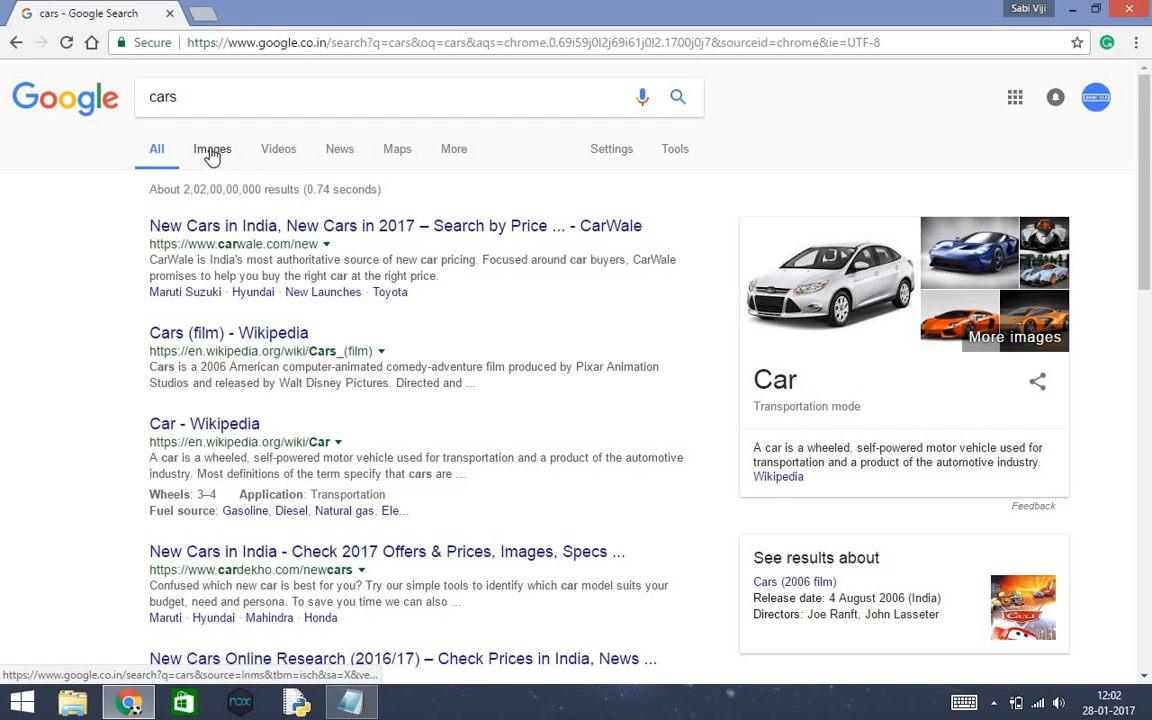 cars - Google Search
Sabi Viji
Secure
https://www.google.co.in/search?q=cars&oq=cars&aqs=chrome.0.69i59j0l2j69i61j0l2.1700j0j7&sourceid=chrome&ie=UTF-8
Google
cars
All Images Videos News Maps More Settings Tools
About 2,02,00,00,000 results (0.74 seconds)
New Cars in India, New Cars in 2017 – Search by Price ... - CarWale
https://www.carwale.com/new
CarWale is India's most authoritative source of new car pricing. Focused around car buyers, CarWale
promises to help you buy the right car at the right price.
Maruti Suzuki · Hyundai · New Launches · Toyota
Cars (film) - Wikipedia
https://en.wikipedia.org/wiki/Cars_(film)
Cars is a 2006 American computer-animated comedy-adventure film produced by Pixar Animation
Studios and released by Walt Disney Pictures. Directed and ...
Car - Wikipedia
https://en.wikipedia.org/wiki/Car
A car is a wheeled, self-powered motor vehicle used for transportation and a product of the automotive
industry. Most definitions of the term specify that cars are ...
Wheels: 3–4 Application: Transportation
Fuel source: Gasoline, Diesel, Natural gas, Ele...
New Cars in India - Check 2017 Offers & Prices, Images, Specs ...
https://www.cardekho.com/newcars
Confused which new car is best for you? Try our simple tools to identify which car model suits your
budget, need and persona. To save you time we can also ...
Maruti · Hyundai · Mahindra · Honda
New Cars Online Research (2016/17) – Check Prices in India, News ...
More images
Car
Transportation mode
A car is a wheeled, self-powered motor vehicle used for
transportation and a product of the automotive industry.
Wikipedia
Feedback
See results about
Cars (2006 film)
Release date: 4 August 2006 (India)
Directors: Joe Ranft, John Lasseter
Cars
https://www.google.co.in/search?q=cars&source=lnms&tbm=isch&sa=X&ve...
nox
12:02
28-01-2017